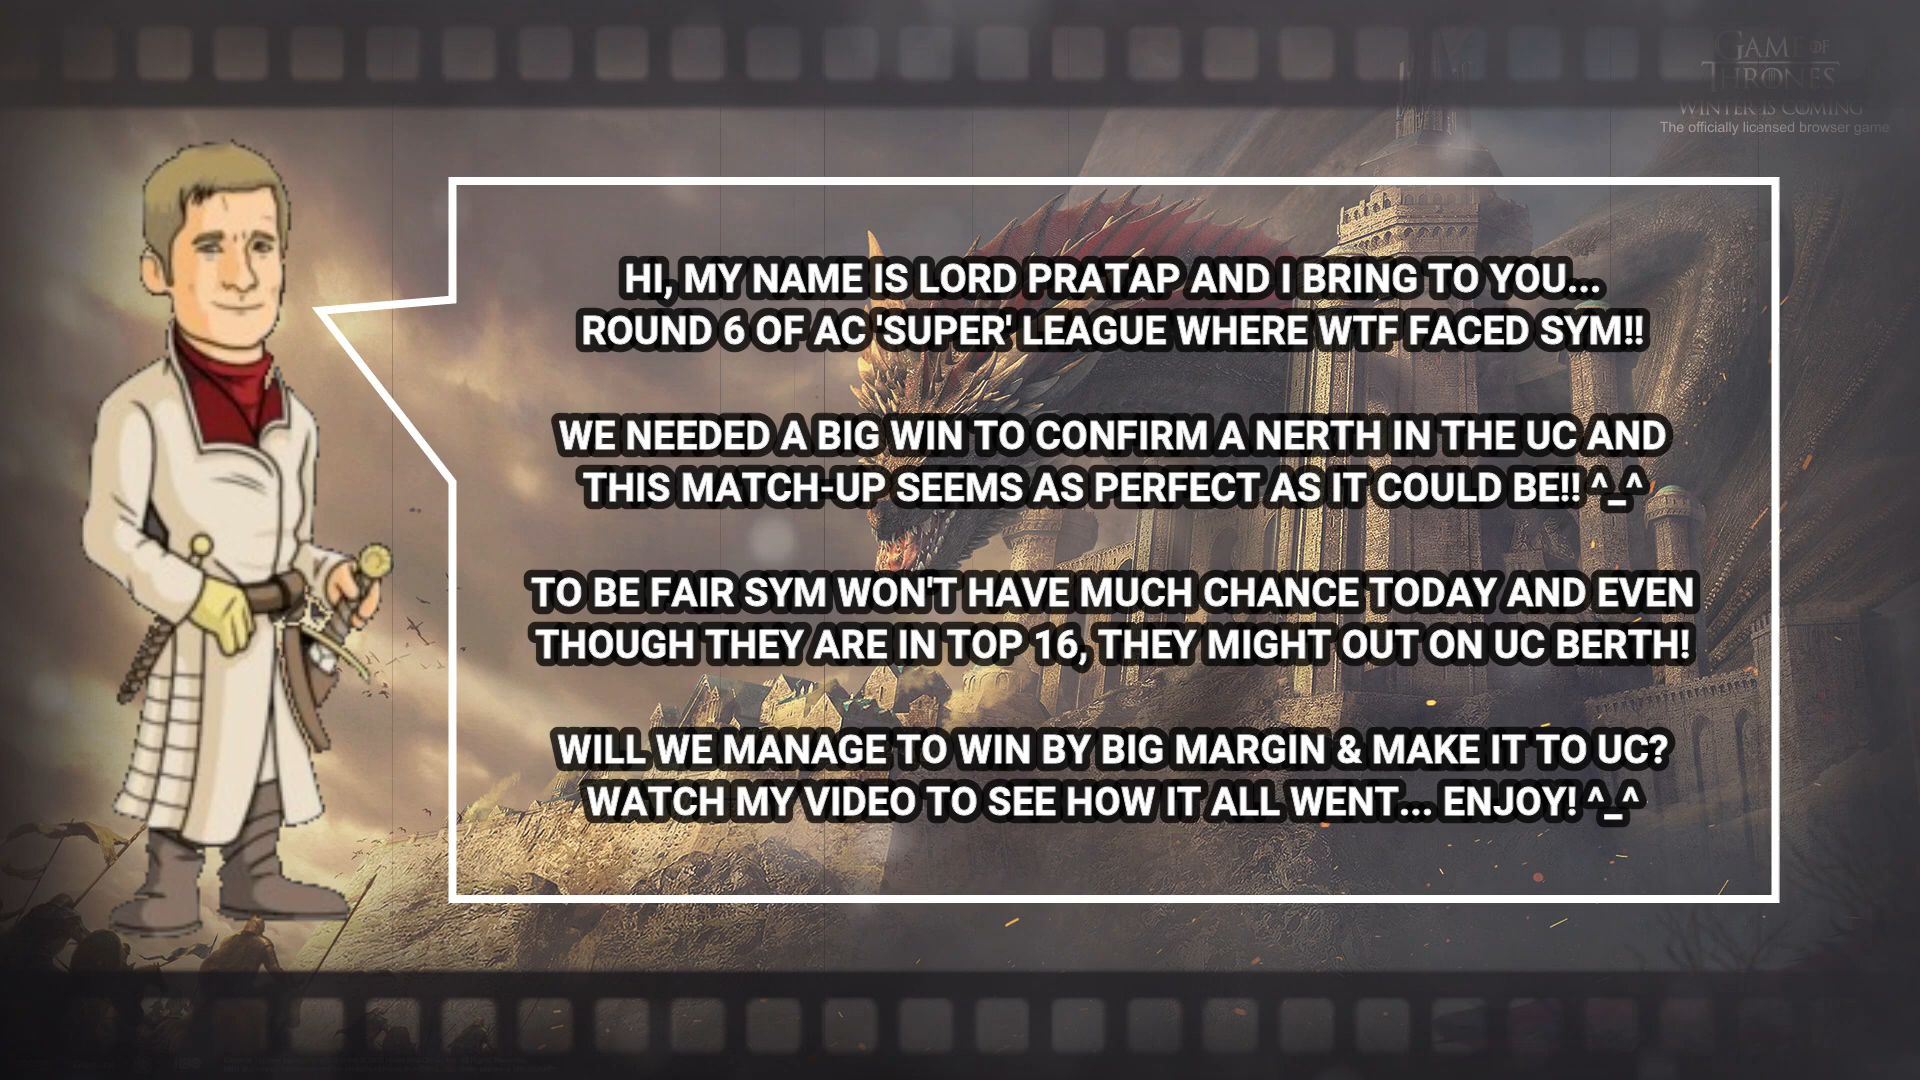 GAME OF
THRONES
WINTER IS COMING
The officially licensed browser game
HI, MY NAME IS LORD PRATAP AND I BRING TO YOU...
ROUND 6 OF AC 'SUPER' LEAGUE WHERE WTF FACED SYM!!
WE NEEDED A BIG WIN TO CONFIRM A NERTH IN THE UC AND
THIS MATCH-UP SEEMS AS PERFECT AS IT COULD BE!! ^_^
TO BE FAIR SYM WON'T HAVE MUCH CHANCE TODAY AND EVEN
THOUGH THEY ARE IN TOP 16, THEY MIGHT OUT ON UC BERTH!
WILL WE MANAGE TO WIN BY BIG MARGIN & MAKE IT TO UC?
WATCH MY VIDEO TO SEE HOW IT ALL WENT... ENJOY! ^_^
HBO